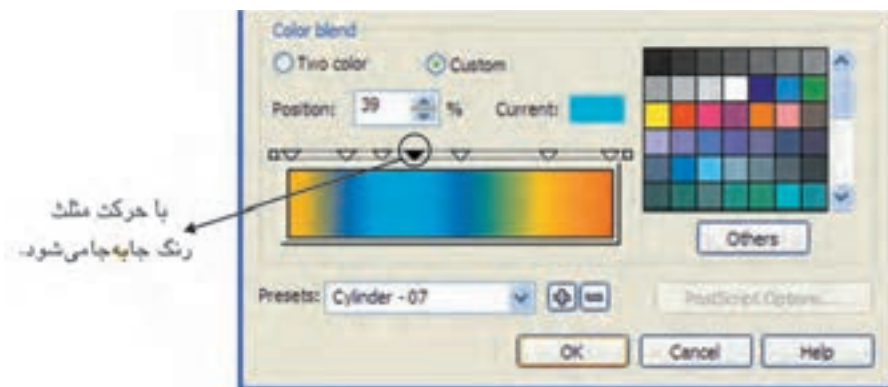 Color blend
Two color Custom
Position: 39 % Current:
با حرکت مثلث
رنگ جابه‌جا می‌شود.
Others
Presets: Cylinder - 07
PostScript Options...
OK Cancel Help